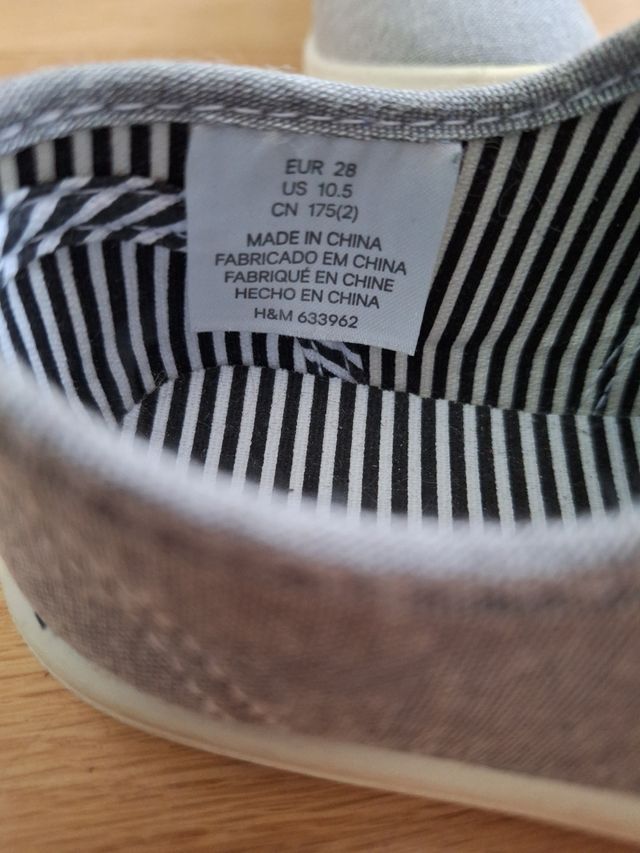 EUR 28
US 10.5
CN 175(2)
MADE IN CHINA
FABRICADO EM CHINA
FABRIQUÉ EN CHINE
HECHO EN CHINA
H&M 633962